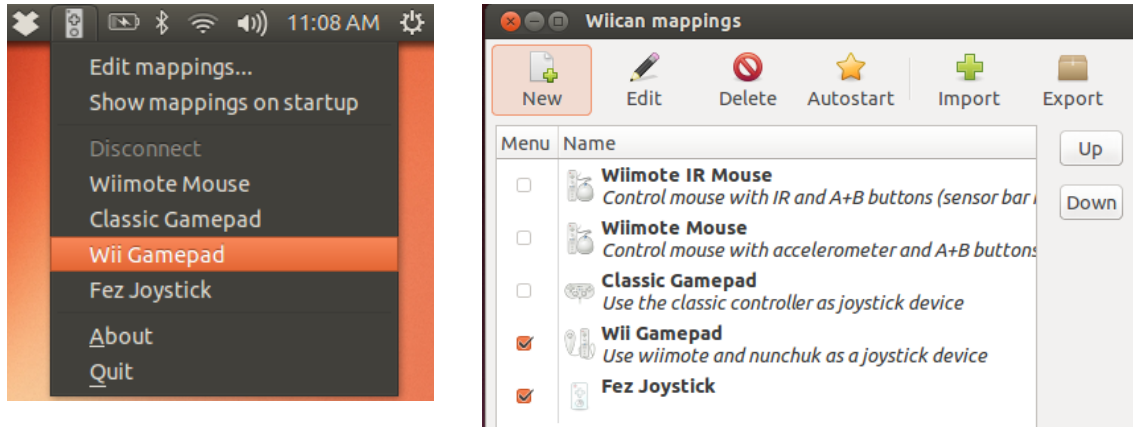 11:08 AM
Edit mappings...
Show mappings on startup
Disconnect
Wiimote Mouse
Classic Gamepad
Wii Gamepad
Fez Joystick
About
Quit
Wiican mappings
New Edit Delete Autostart Import Export
Menu Name
Wiimote IR Mouse
Control mouse with IR and A+B buttons (sensor bar
Wiimote Mouse
Control mouse with accelerometer and A+B buttons
Classic Gamepad
Use the classic controller as joystick device
Wii Gamepad
Use wiimote and nunchuk as a joystick device
Fez Joystick
Up
Down